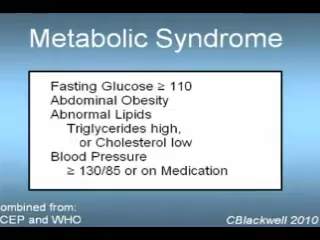 Metabolic Syndrome
Fasting Glucose ≥ 110
Abdominal Obesity
Abnormal Lipids
Triglycerides high,
or Cholesterol low
Blood Pressure
≥ 130/85 or on Medication
ombined from:
CEP and WHO
CBlackwell 2010